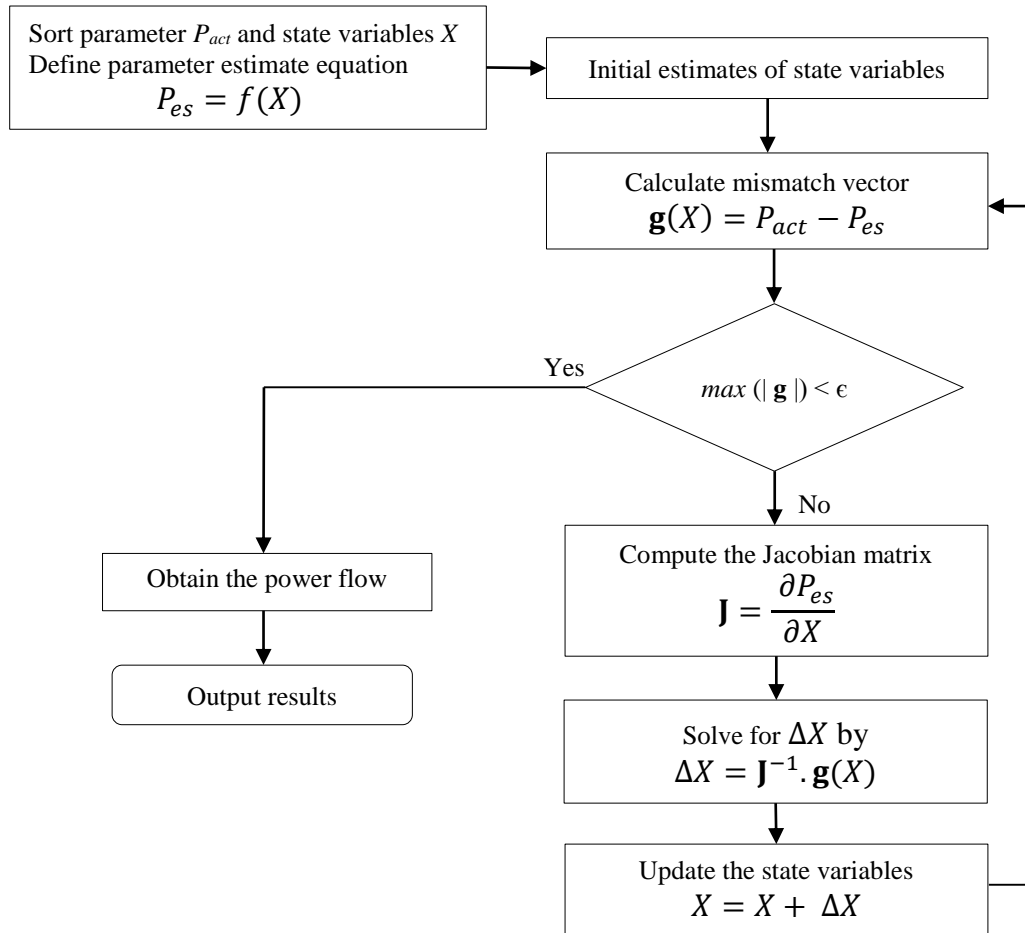 Sort parameter P_act and state variables X
Define parameter estimate equation
P_es = f(X)
Initial estimates of state variables
Calculate mismatch vector
g(X) = P_act − P_es
Yes
max (| g |) < ϵ
No
Compute the Jacobian matrix
J = ∂P_es / ∂X
Obtain the power flow
Output results
Solve for ΔX by
ΔX = J⁻¹. g(X)
Update the state variables
X = X + ΔX